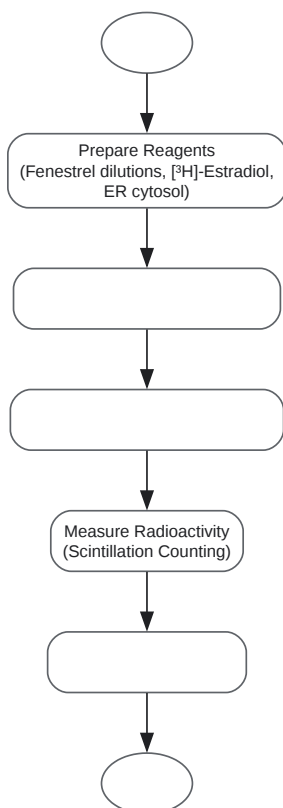 Prepare Reagents
(Fenestrel dilutions, [³H]-Estradiol,
ER cytosol)
Measure Radioactivity
(Scintillation Counting)